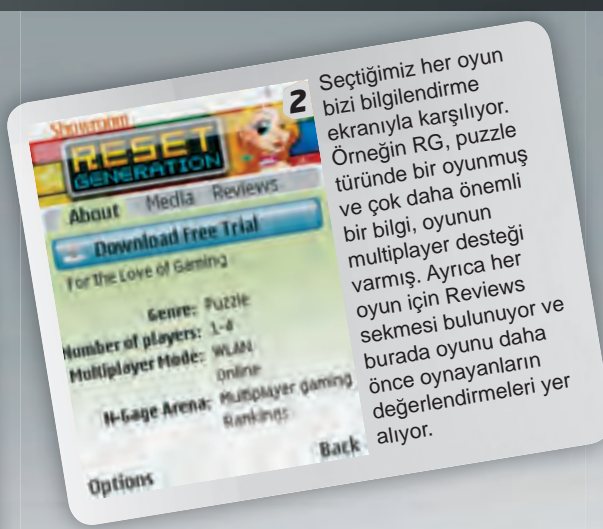 Showroom
RESET
GENERATION
About Media Reviews
Download Free Trial
For the Love of Gaming
Genre: Puzzle
Number of players: 1-4
Multiplayer Mode: WLAN
Online
N-Gage Arena: Multiplayer gaming
Rankings
Options Back
2
Seçtiğimiz her oyun
bizi bilgilendirme
ekranıyla karşılıyor.
Örneğin RG, puzzle
türünde bir oyunmuş
ve çok daha önemli
bir bilgi, oyunun
multiplayer desteği
varmış. Ayrıca her
oyun için Reviews
sekmesi bulunuyor ve
burada oyunu daha
önce oynayanların
değerlendirmeleri yer
alıyor.